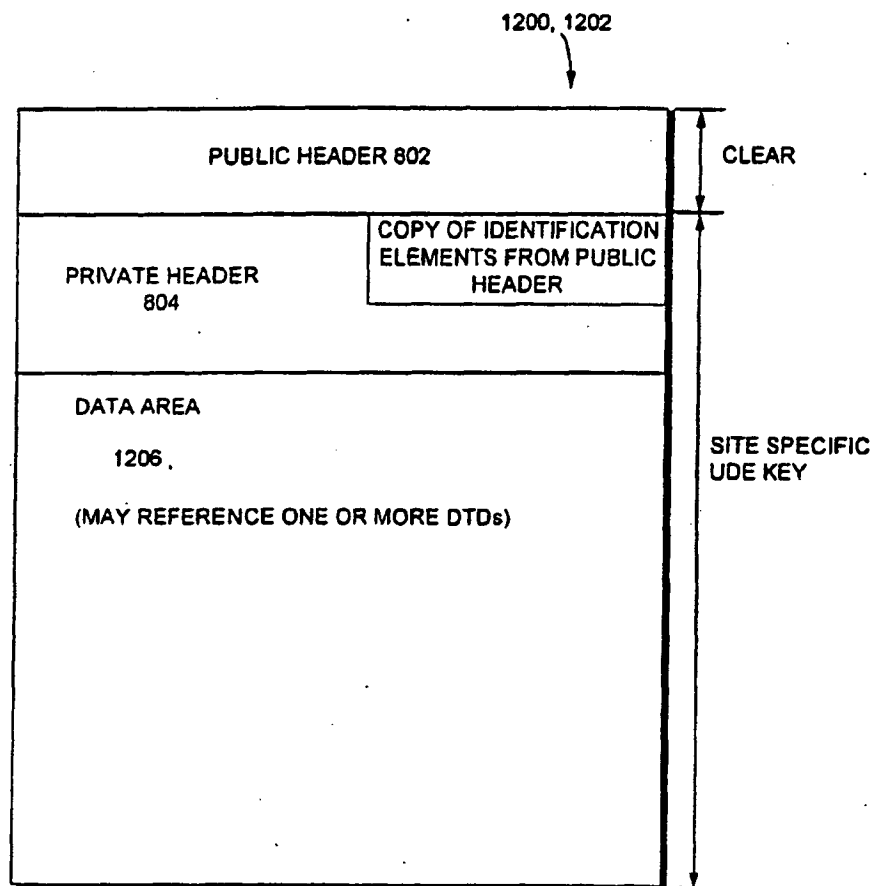 1200, 1202
PUBLIC HEADER 802
CLEAR
COPY OF IDENTIFICATION
ELEMENTS FROM PUBLIC
HEADER
PRIVATE HEADER
804
DATA AREA
1206
(MAY REFERENCE ONE OR MORE DTDs)
SITE SPECIFIC
UDE KEY